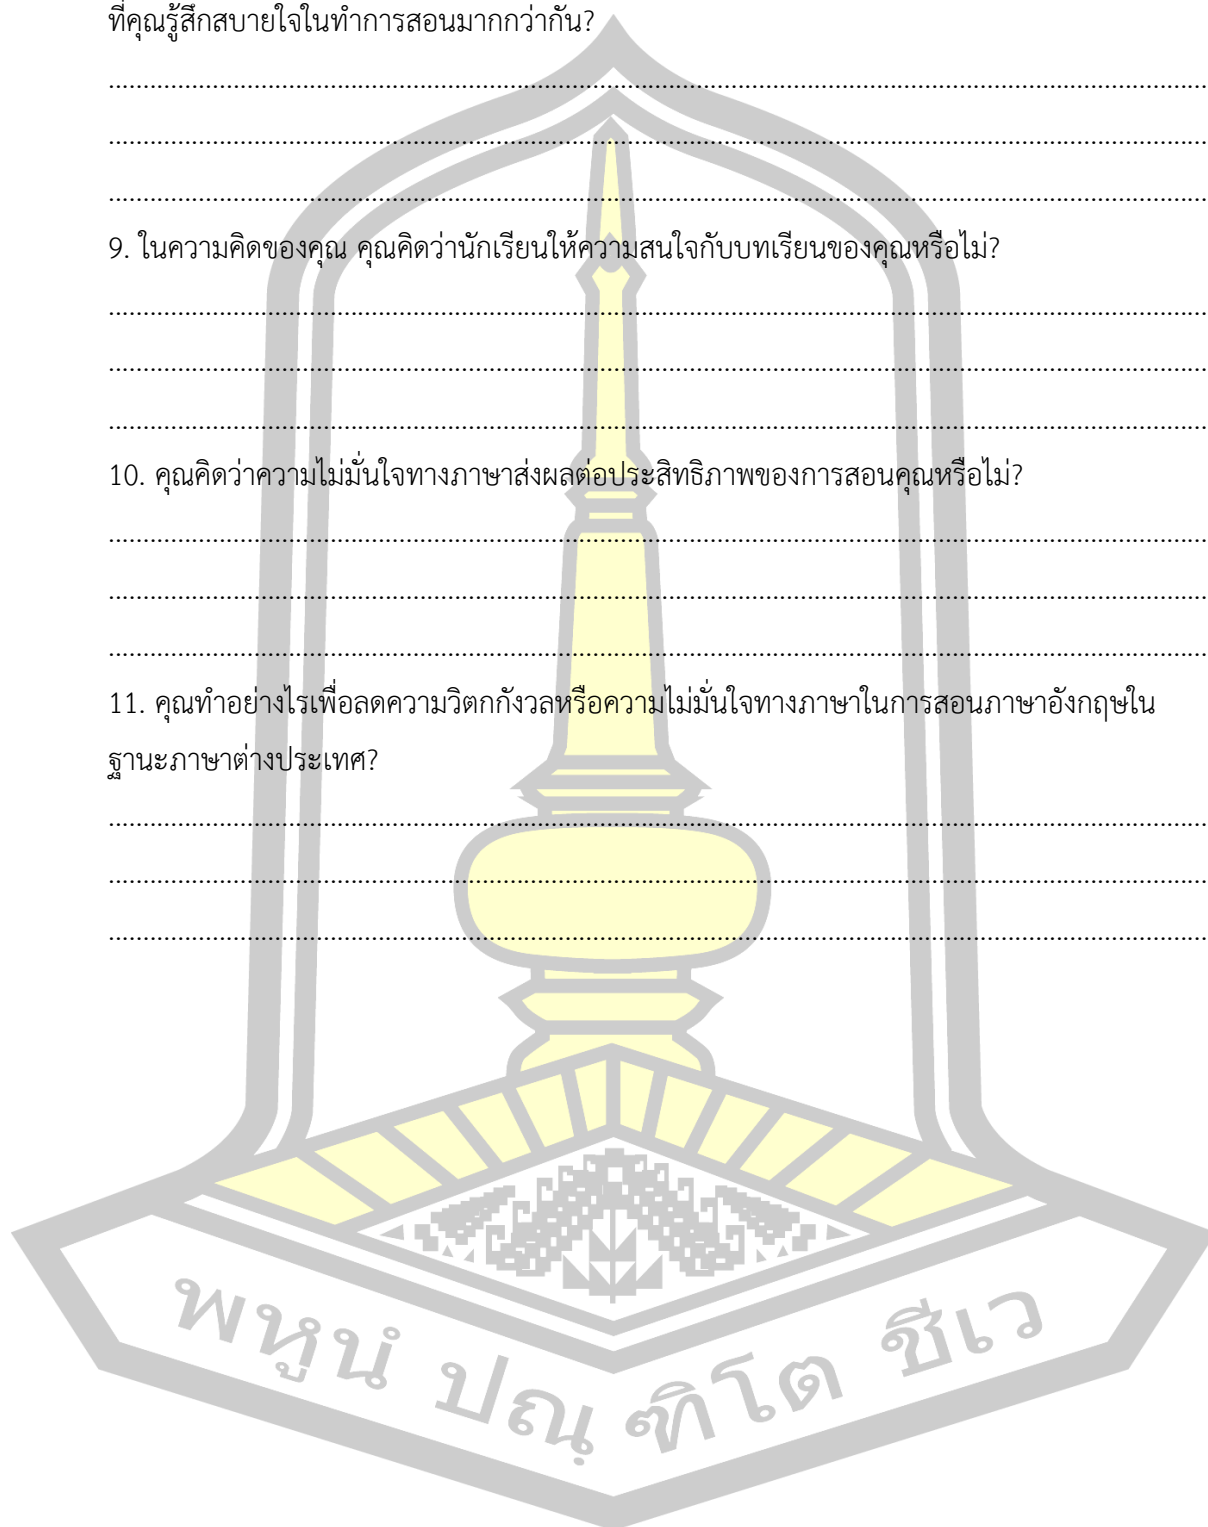 ที่คุณรู้สึกสบายใจในทำการสอนมากกว่ากัน?
................................................................................
................................................................................
................................................................................
9. ในความคิดของคุณ คุณคิดว่านักเรียนให้ความสนใจกับบทเรียนของคุณหรือไม่?
................................................................................
................................................................................
................................................................................
10. คุณคิดว่าความไม่มั่นใจทางภาษาส่งผลต่อประสิทธิภาพของการสอนคุณหรือไม่?
................................................................................
................................................................................
................................................................................
11. คุณทำอย่างไรเพื่อลดความวิตกกังวลหรือความไม่มั่นใจทางภาษาในการสอนภาษาอังกฤษใน
ฐานะภาษาต่างประเทศ?
................................................................................
................................................................................
................................................................................
พหูนํ ปณฺฑิโต ชีเว